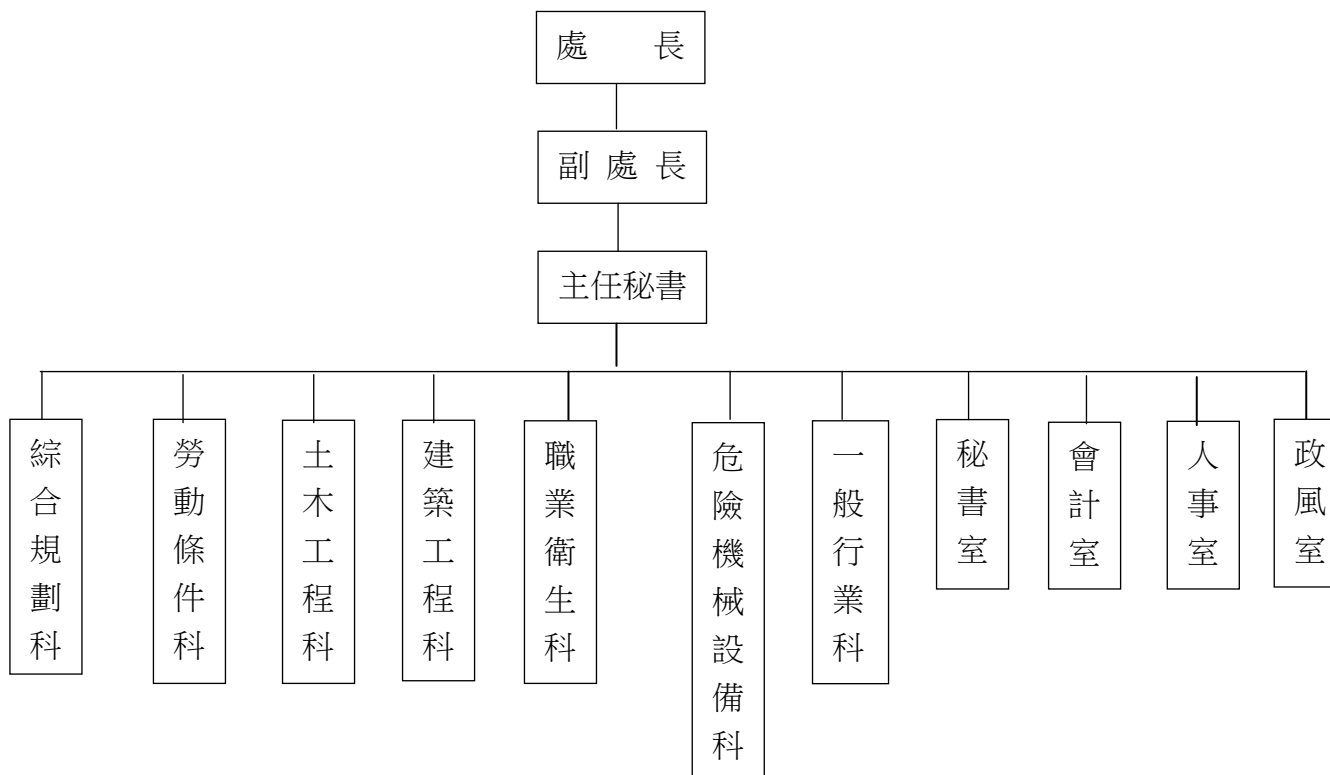 處長
副處長
主任秘書
綜合規劃科
勞動條件科
土木工程科
建築工程科
職業衛生科
危險機械設備科
一般行業科
秘書室
會計室
人事室
政風室